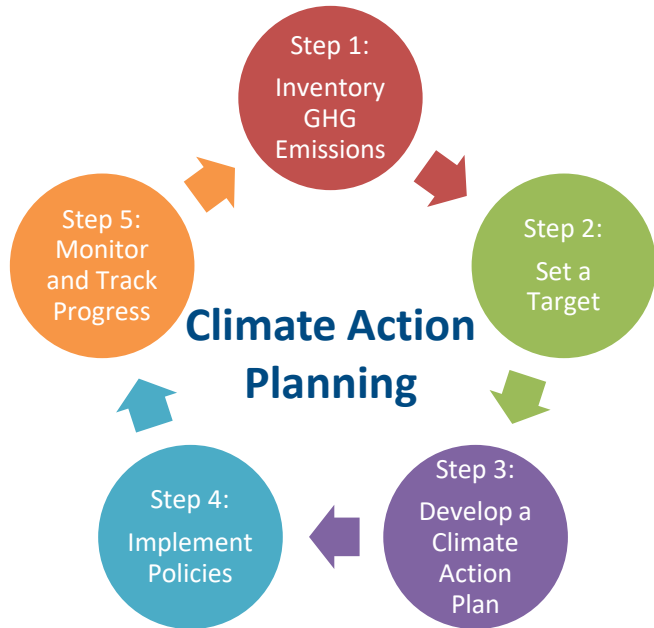 Step 1:
Inventory
GHG
Emissions
Step 2:
Set a
Target
Step 3:
Develop a
Climate
Action
Plan
Step 4:
Implement
Policies
Step 5:
Monitor
and Track
Progress
Climate Action
Planning